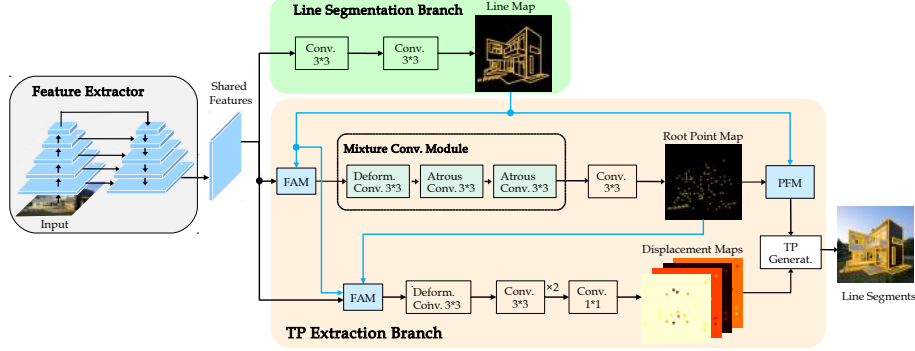 Line Segmentation Branch
Line Map
Conv.
3*3
Conv.
3*3
Feature Extractor
Shared
Features
Input
Mixture Conv. Module
Root Point Map
FAM
Deform.
Conv. 3*3
Atrous
Conv. 3*3
Atrous
Conv. 3*3
Conv.
3*3
PFM
TP
Generat.
Displacement Maps
FAM
Deform.
Conv. 3*3
Conv.
3*3
×2
Conv.
1*1
Line Segments
TP Extraction Branch